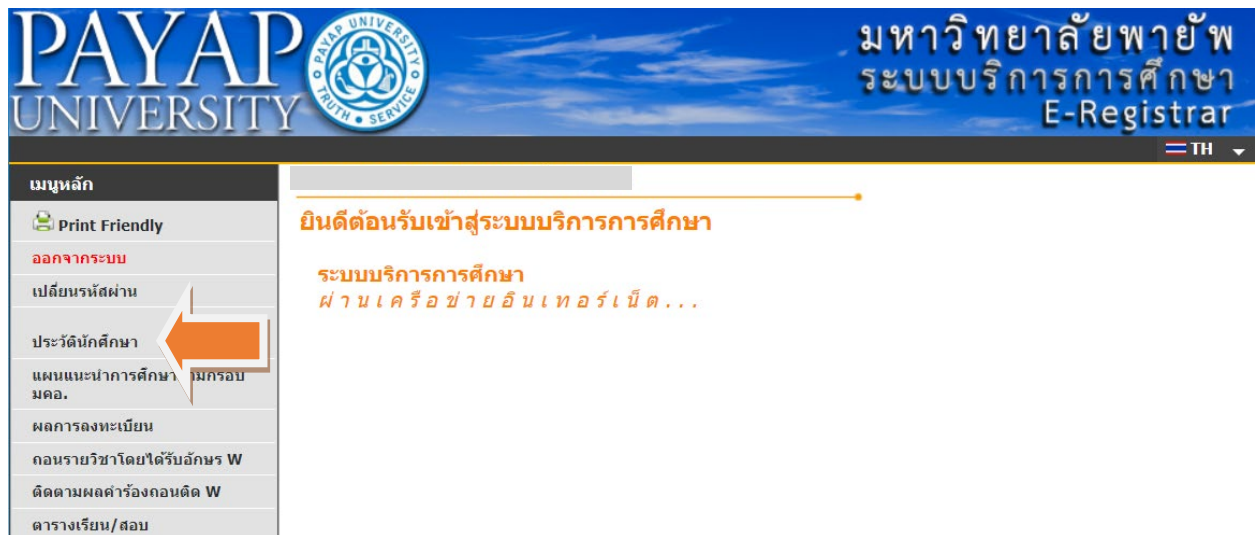 PAYAP
UNIVERSITY
PAYAP UNIVERSITY
TRUTH • SERVICE
มหาวิทยาลัยพายัพ
ระบบบริการการศึกษา
E-Registrar
TH
เมนูหลัก
Print Friendly
ออกจากระบบ
เปลี่ยนรหัสผ่าน
ประวัตินักศึกษา
แผนแนะนำการศึกษา ามกรอบ
มคอ.
ผลการลงทะเบียน
ถอนรายวิชาโดยได้รับอักษร W
ติดตามผลคำร้องถอนติด W
ตารางเรียน/สอบ
ยินดีต้อนรับเข้าสู่ระบบบริการการศึกษา
ระบบบริการการศึกษา
ผ่านเครือข่ายอินเทอร์เน็ต...